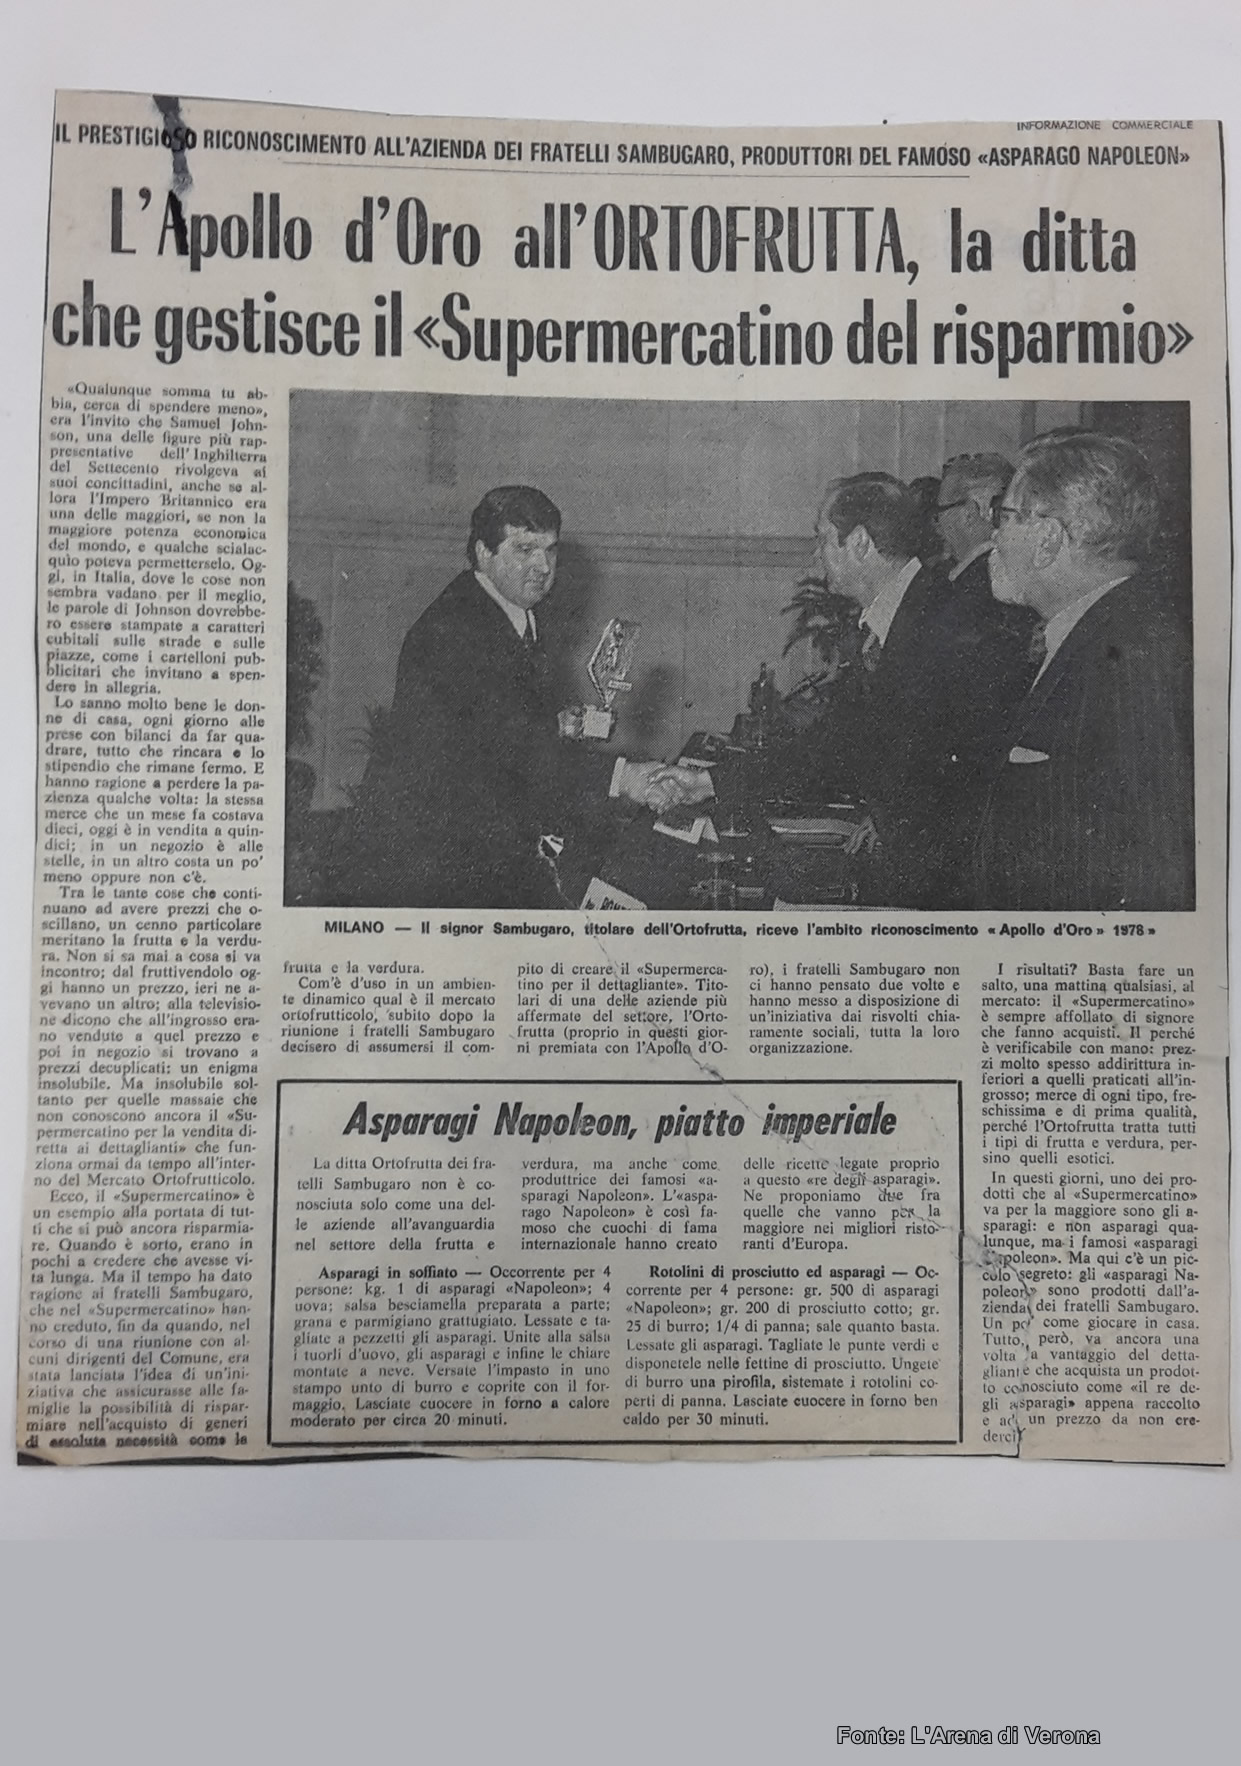 INFORMAZIONE COMMERCIALE
IL PRESTIGIOSO RICONOSCIMENTO ALL'AZIENDA DEI FRATELLI SAMBUGARO, PRODUTTORI DEL FAMOSO «ASPARAGO NAPOLEON»
L'Apollo d'Oro all'ORTOFRUTTA, la ditta
che gestisce il «Supermercatino del risparmio»
«Qualunque somma tu ab-
bia, cerca di spendere meno»,
era l'invito che Samuel John-
son, una delle figure più rap-
presentative dell'Inghilterra
del Settecento rivolgeva ai
suoi concittadini, anche se al-
lora l'Impero Britannico era
una delle maggiori, se non la
maggiore potenza economica
del mondo, e qualche scialac-
quio poteva permetterselo. Og-
gi, in Italia, dove le cose non
sembra vadano per il meglio,
le parole di Johnson dovrebbe-
ro essere stampate a caratteri
cubitali sulle strade e sulle
piazze, come i cartelloni pub-
blicitari che invitano a spen-
dere in allegria.
Lo sanno molto bene le don-
ne di casa, ogni giorno alle
prese con bilanci da far qua-
drare, tutto che rincara e lo
stipendio che rimane fermo. E
hanno ragione a perdere la pa-
zienza qualche volta: la stessa
merce che un mese fa costava
dieci, oggi è in vendita a quin-
dici; in un negozio è alle
stelle, in un altro costa un po'
meno oppure non c'è.
Tra le tante cose che conti-
nuano ad avere prezzi che o-
scillano, un cenno particolare
meritano la frutta e la verdu-
ra. Non si sa mai a cosa si va
incontro; dal fruttivendolo og-
gi hanno un prezzo, ieri ne a-
vevano un altro; alla televisio-
ne dicono che all'ingrosso era-
no vendute a quel prezzo e
poi in negozio si trovano a
prezzi decuplicati: un enigma
insolubile. Ma insolubile sol-
tanto per quelle massaie che
non conoscono ancora il «Su-
permercatino per la vendita di-
retta ai dettaglianti» che fun-
ziona ormai da tempo all'inter-
no del Mercato Ortofrutticolo.
Ecco, il «Supermercatino» è
un esempio alla portata di tut-
ti che si può ancora risparmia-
re. Quando è sorto, erano in
pochi a credere che avesse vi-
ta lunga. Ma il tempo ha dato
ragione ai fratelli Sambugaro,
che nel «Supermercatino» han-
no creduto, fin da quando, nel
corso di una riunione con al-
cuni dirigenti del Comune, era
stata lanciata l'idea di un'ini-
ziativa che assicurasse alle fa-
miglie la possibilità di rispar-
miare nell'acquisto di generi
di assoluta necessità come la
MILANO — Il signor Sambugaro, titolare dell'Ortofrutta, riceve l'ambito riconoscimento «Apollo d'Oro» 1978»
frutta e la verdura.
Com'è d'uso in un ambien-
te dinamico qual è il mercato
ortofrutticolo, subito dopo la
riunione i fratelli Sambugaro
decisero di assumersi il com-
pito di creare il «Supermerca-
tino per il dettagliante». Tito-
lari di una delle aziende più
affermate del settore, l'Orto-
frutta (proprio in questi gior-
ni premiata con l'Apollo d'O-
ro), i fratelli Sambugaro non
ci hanno pensato due volte e
hanno messo a disposizione di
un'iniziativa dai risvolti chia-
ramente sociali, tutta la loro
organizzazione.
I risultati? Basta fare un
salto, una mattina qualsiasi, al
mercato: il «Supermercatino»
è sempre affollato di signore
che fanno acquisti. Il perché
è verificabile con mano: prez-
zi molto spesso addirittura in-
feriori a quelli praticati all'in-
grosso; merce di ogni tipo, fre-
schissima e di prima qualità,
perché l'Ortofrutta tratta tutti
i tipi di frutta e verdura, per-
sino quelli esotici.
In questi giorni, uno dei pro-
dotti che al «Supermercatino»
va per la maggiore sono gli a-
sparagi: e non asparagi qua-
lunque, ma i famosi «asparagi
Napoleon». Ma qui c'è un pic-
colo segreto: gli «asparagi Na-
poleon» sono prodotti dall'a-
zienda dei fratelli Sambugaro.
Un po' come giocare in casa.
Tutto, però, va ancora una
volta a vantaggio del detta-
gliante che acquista un prodot-
to conosciuto come «il re de-
gli asparagi» appena raccolto
e ad un prezzo da non cre-
derci
Asparagi Napoleon, piatto imperiale
La ditta Ortofrutta dei fra-
telli Sambugaro non è co-
nosciuta solo come una del-
le aziende all'avanguardia
nel settore della frutta e
verdura, ma anche come
produttrice dei famosi «a-
sparagi Napoleon». L'«aspa-
rago Napoleon» è così fa-
moso che cuochi di fama
internazionale hanno creato
delle ricette legate proprio
a questo «re degli asparagi».
Ne proponiamo due fra
quelle che vanno per la
maggiore nei migliori risto-
ranti d'Europa.
Asparagi in soffiato — Occorrente per 4
persone: kg. 1 di asparagi «Napoleon»; 4
uova; salsa besciamella preparata a parte;
grana e parmigiano grattugiato. Lessate e ta-
gliate a pezzetti gli asparagi. Unite alla salsa
i tuorli d'uovo, gli asparagi e infine le chiare
montate a neve. Versate l'impasto in uno
stampo unto di burro e coprite con il for-
maggio. Lasciate cuocere in forno a calore
moderato per circa 20 minuti.
Rotolini di prosciutto ed asparagi — Oc-
corrente per 4 persone: gr. 500 di asparagi
«Napoleon»; gr. 200 di prosciutto cotto; gr.
25 di burro; 1/4 di panna; sale quanto basta.
Lessate gli asparagi. Tagliate le punte verdi e
disponetele nelle fettine di prosciutto. Ungete
di burro una pirofila, sistemate i rotolini co-
perti di panna. Lasciate cuocere in forno ben
caldo per 30 minuti.
Fonte: L'Arena di Verona